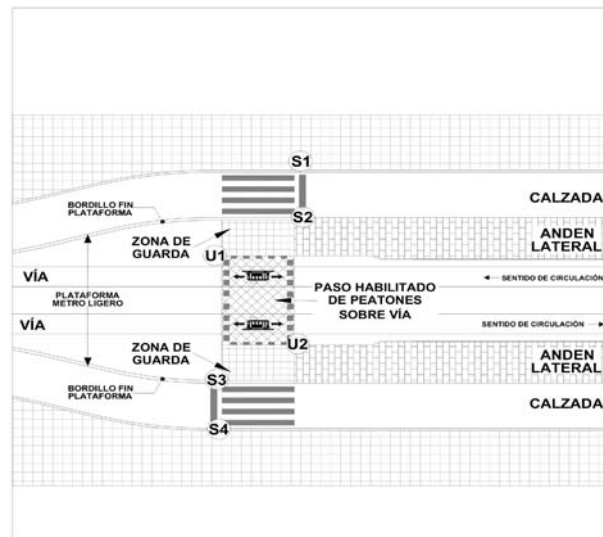 S1
BORDILLO FIN
PLATAFORMA
S2
CALZADA
ZONA DE
GUARDA
ANDEN
LATERAL
U1
VÍA
SENTIDO DE CIRCULACIÓN
PLATAFORMA
METRO LIGERO
PASO HABILITADO
DE PEATONES
SOBRE VÍA
VÍA
SENTIDO DE CIRCULACIÓN
U2
ZONA DE
GUARDA
ANDEN
LATERAL
S3
BORDILLO FIN
PLATAFORMA
CALZADA
S4